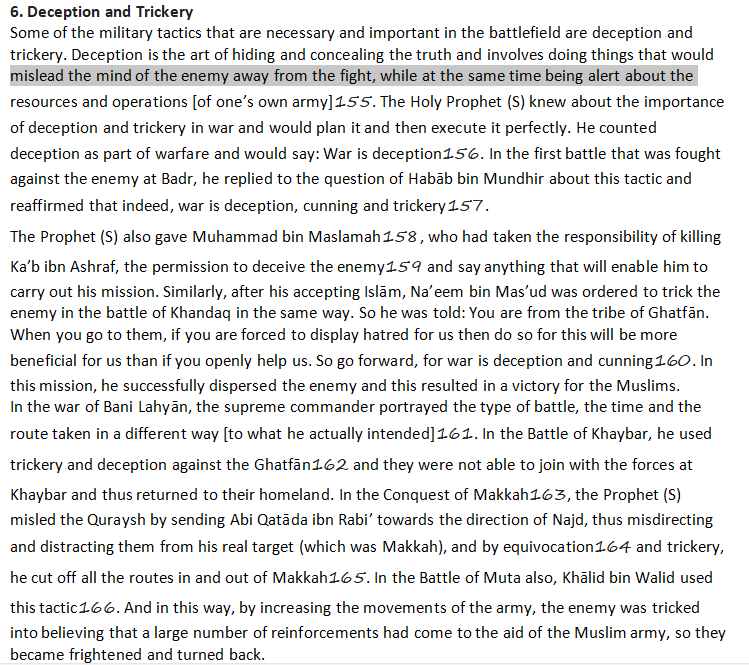 6. Deception and Trickery
Some of the military tactics that are necessary and important in the battlefield are deception and
trickery. Deception is the art of hiding and concealing the truth and involves doing things that would
mislead the mind of the enemy away from the fight, while at the same time being alert about the
resources and operations [of one's own army]155. The Holy Prophet (S) knew about the importance
of deception and trickery in war and would plan it and then execute it perfectly. He counted
deception as part of warfare and would say: War is deception156. In the first battle that was fought
against the enemy at Badr, he replied to the question of Habāb bin Mundhir about this tactic and
reaffirmed that indeed, war is deception, cunning and trickery157.
The Prophet (S) also gave Muhammad bin Maslamah158, who had taken the responsibility of killing
Ka'b ibn Ashraf, the permission to deceive the enemy159 and say anything that will enable him to
carry out his mission. Similarly, after his accepting Islām, Na'eem bin Mas'ud was ordered to trick the
enemy in the battle of Khandaq in the same way. So he was told: You are from the tribe of Ghatfān.
When you go to them, if you are forced to display hatred for us then do so for this will be more
beneficial for us than if you openly help us. So go forward, for war is deception and cunning160. In
this mission, he successfully dispersed the enemy and this resulted in a victory for the Muslims.
In the war of Bani Lahyān, the supreme commander portrayed the type of battle, the time and the
route taken in a different way [to what he actually intended]161. In the Battle of Khaybar, he used
trickery and deception against the Ghatfān162 and they were not able to join with the forces at
Khaybar and thus returned to their homeland. In the Conquest of Makkah163, the Prophet (S)
misled the Quraysh by sending Abi Qatāda ibn Rabi' towards the direction of Najd, thus misdirecting
and distracting them from his real target (which was Makkah), and by equivocation164 and trickery,
he cut off all the routes in and out of Makkah165. In the Battle of Muta also, Khālid bin Walid used
this tactic166. And in this way, by increasing the movements of the army, the enemy was tricked
into believing that a large number of reinforcements had come to the aid of the Muslim army, so they
became frightened and turned back.